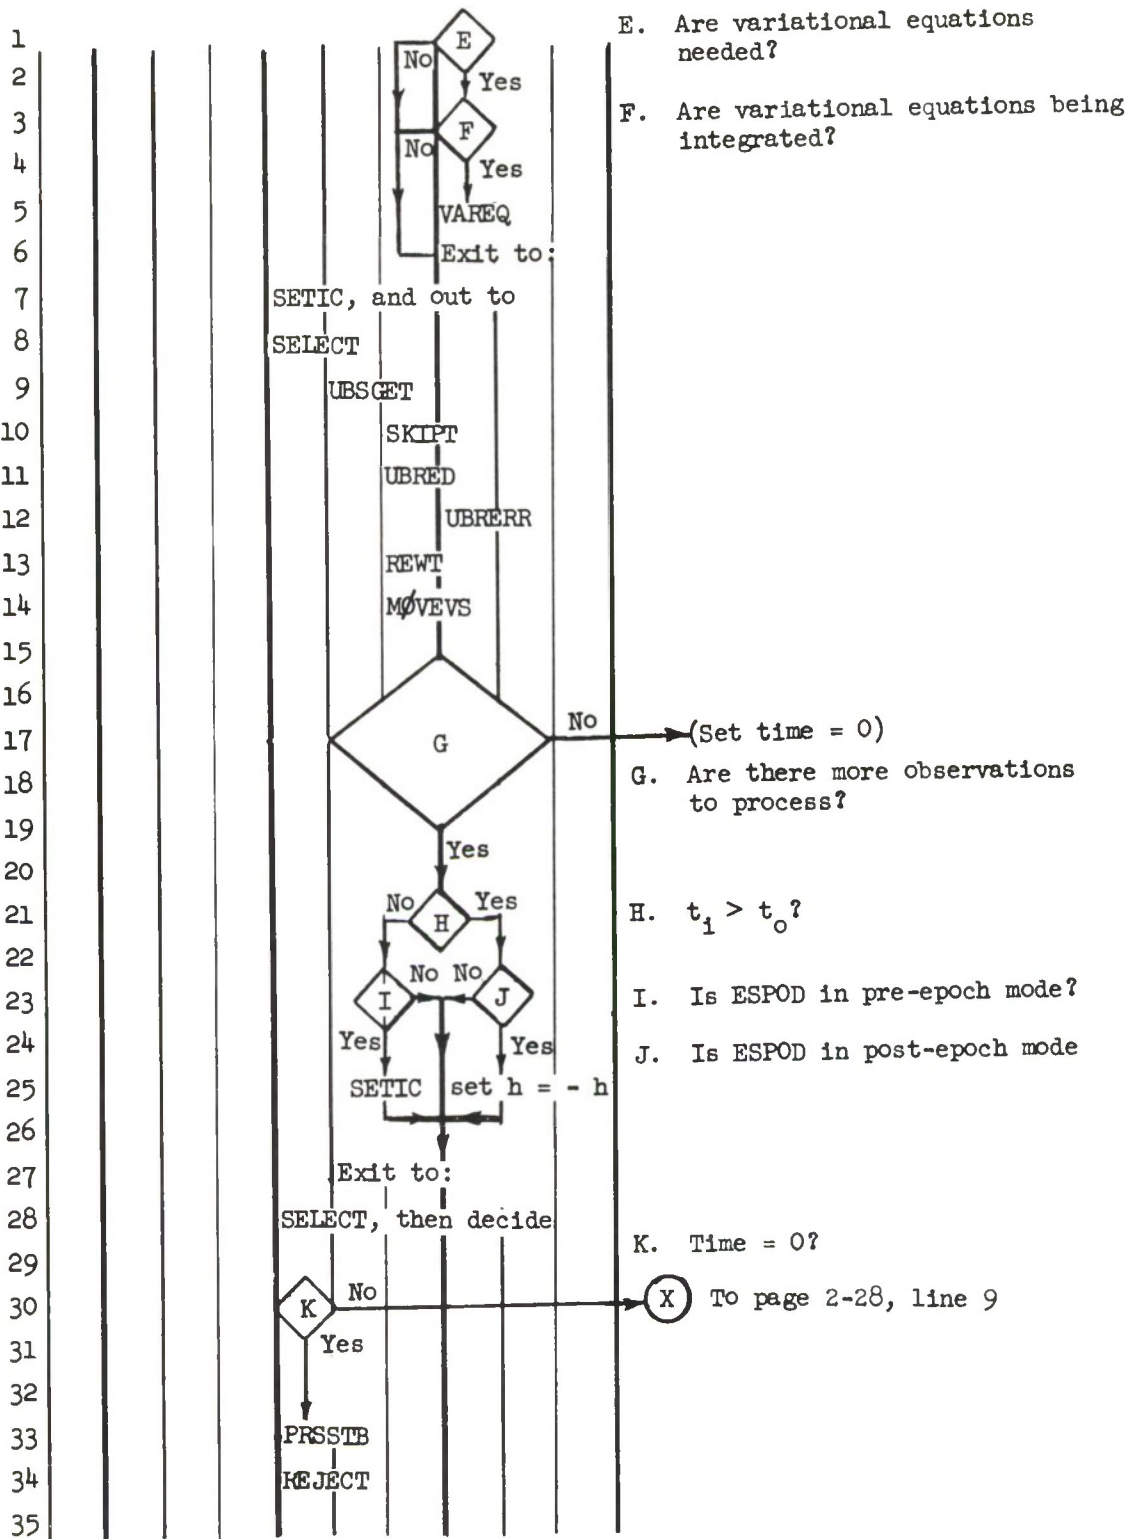 1
E
E. Are variational equations
needed?
No
2
Yes
3
F
F. Are variational equations being
integrated?
4
No
Yes
5
VAREQ
6
Exit to:
7
SETIC, and out to
8
SELECT
9
UBSGET
10
SKIPT
11
UBRED
12
UBRERR
13
REWT
14
MØVEVS
15
16
No
17
G
(Set time = 0)
18
G. Are there more observations
to process?
19
Yes
20
21
No
H
Yes
H. t_i > t_o?
22
No No
23
I
J
I. Is ESPOD in pre-epoch mode?
24
Yes
Yes
J. Is ESPOD in post-epoch mode
25
SETIC set h = - h
26
27
Exit to:
28
SELECT, then decide
29
K. Time = 0?
30
K
No
X
To page 2-28, line 9
31
Yes
32
33
PRSSTB
34
REJECT
35